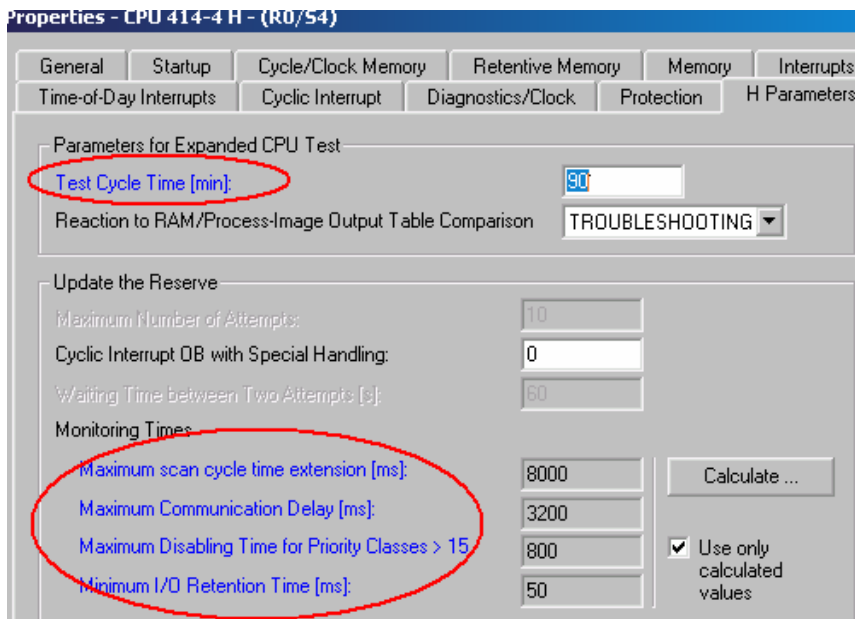 Properties - CPU 414-4 H - (R0/S4)
General Startup Cycle/Clock Memory Retentive Memory Memory Interrupts
Time-of-Day Interrupts Cyclic Interrupt Diagnostics/Clock Protection H Parameters
Parameters for Expanded CPU Test
Test Cycle Time [min]: 90
Reaction to RAM/Process-Image Output Table Comparison TROUBLESHOOTING
Update the Reserve
Maximum Number of Attempts: 10
Cyclic Interrupt OB with Special Handling: 0
Waiting Time between Two Attempts [s]: 60
Monitoring Times
Maximum scan cycle time extension [ms]: 8000 Calculate ...
Maximum Communication Delay [ms]: 3200
Maximum Disabling Time for Priority Classes > 15 800 Use only
calculated
values
Minimum I/O Retention Time [ms]: 50